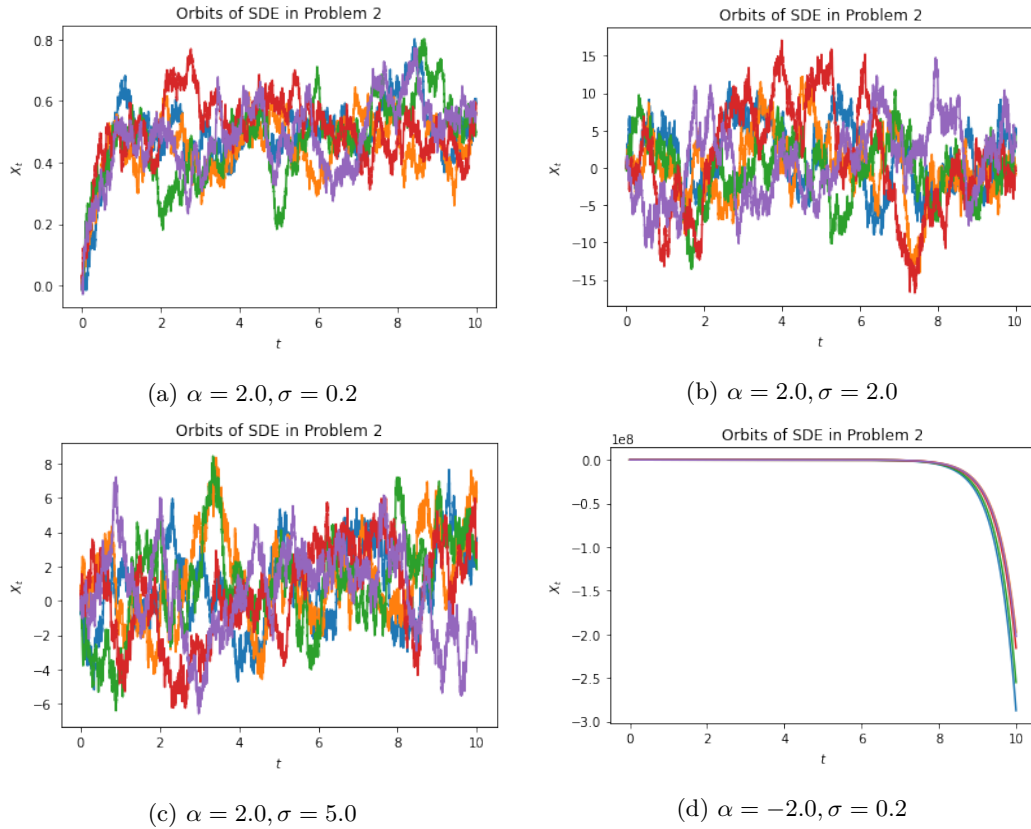 Orbits of SDE in Problem 2
0.8
0.6
0.4
0.2
0.0
X_t
0 2 4 6 8 10
t
(a) α = 2.0, σ = 0.2
Orbits of SDE in Problem 2
15
10
5
0
−5
−10
−15
X_t
0 2 4 6 8 10
t
(b) α = 2.0, σ = 2.0
Orbits of SDE in Problem 2
8
6
4
2
0
−2
−4
−6
X_t
0 2 4 6 8 10
t
(c) α = 2.0, σ = 5.0
Orbits of SDE in Problem 2
1e8
0.0
−0.5
−1.0
−1.5
−2.0
−2.5
−3.0
X_t
0 2 4 6 8 10
t
(d) α = −2.0, σ = 0.2